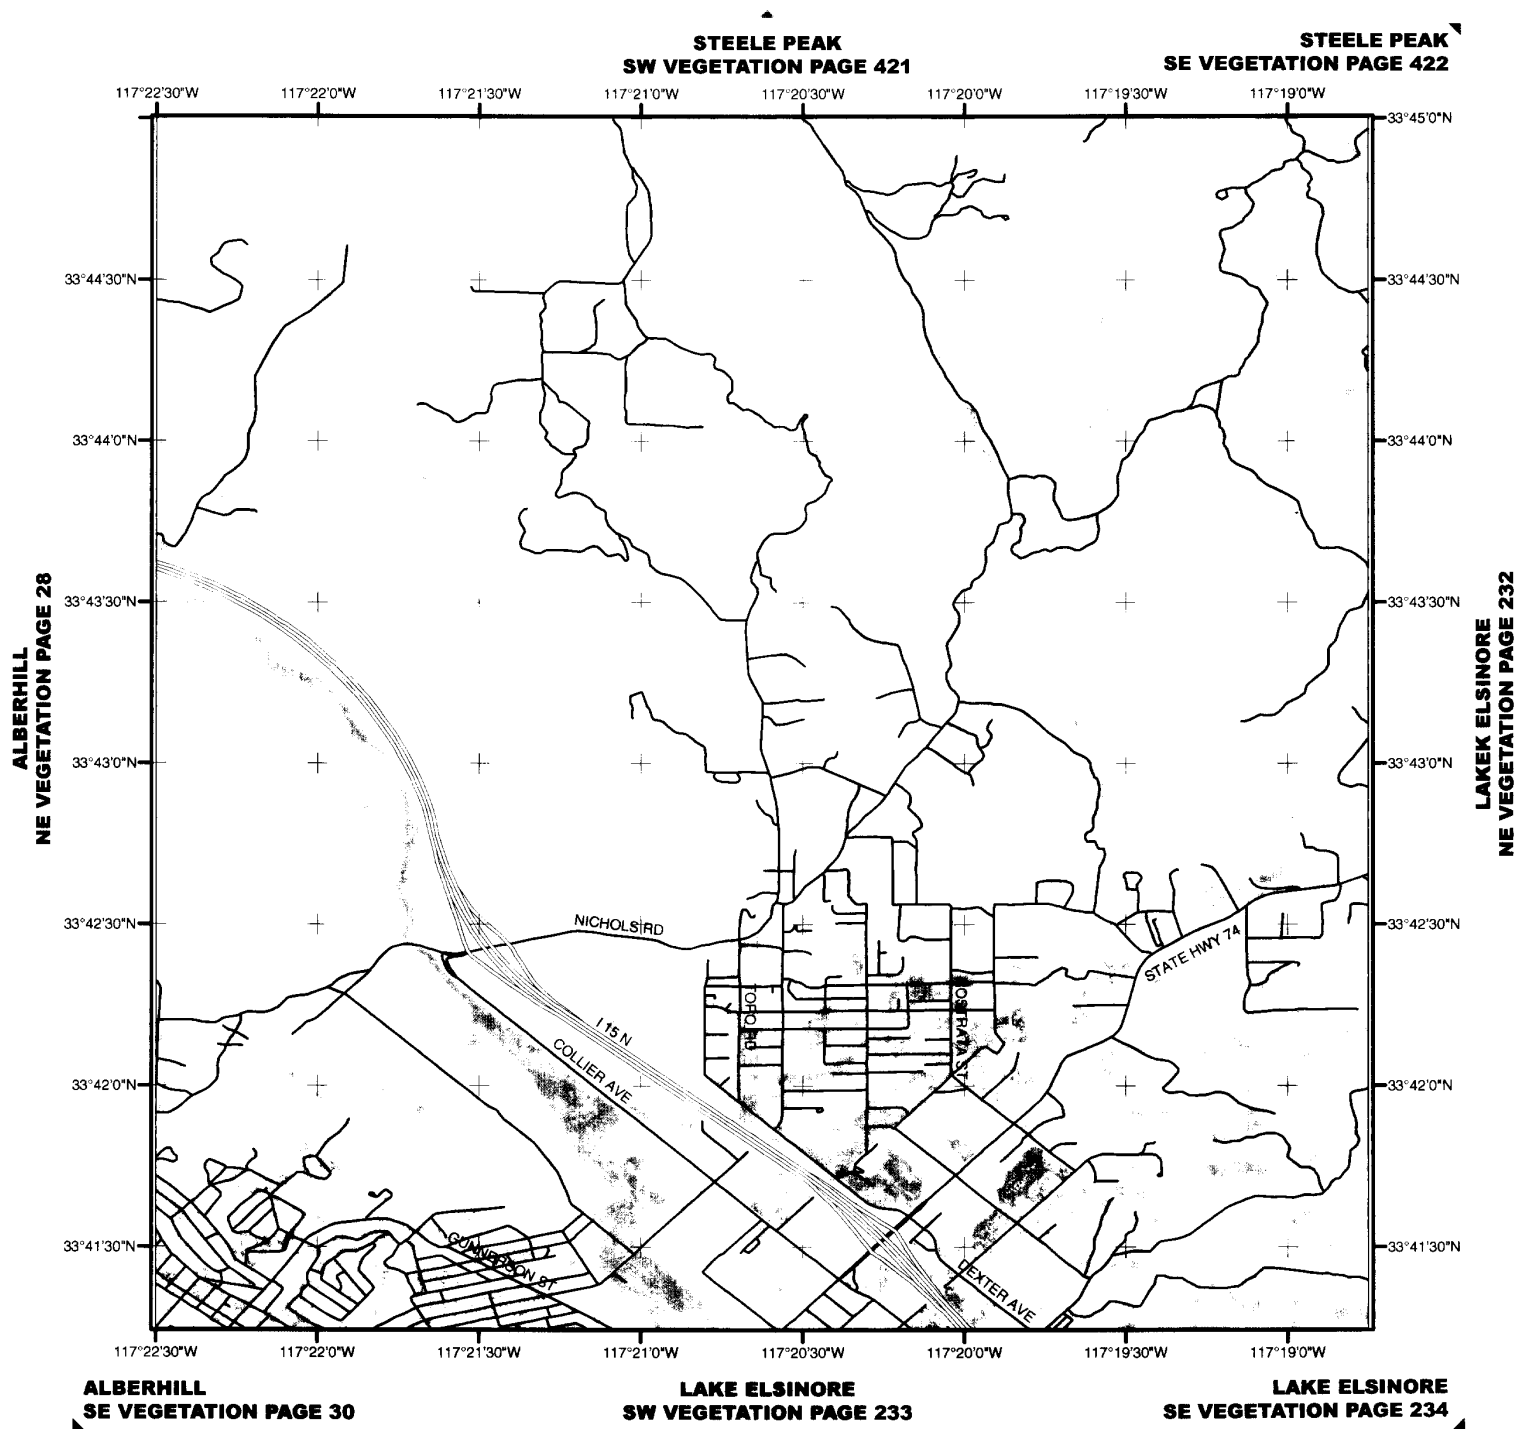 STEELE PEAK
SW VEGETATION PAGE 421
STEELE PEAK
SE VEGETATION PAGE 422
117°22'30"W 117°22'0"W 117°21'30"W 117°21'0"W 117°20'30"W 117°20'0"W 117°19'30"W 117°19'0"W
33°45'0"N
33°44'30"N 33°44'30"N
33°44'0"N 33°44'0"N
33°43'30"N 33°43'30"N
ALBERHILL
NE VEGETATION PAGE 28
LAKEK ELSINORE
NE VEGETATION PAGE 232
33°43'0"N 33°43'0"N
33°42'30"N 33°42'30"N
NICHOLS RD
STATE HWY 74
I 15 N
COLLIER AVE
33°42'0"N 33°42'0"N
33°41'30"N 33°41'30"N
GUNNERSON ST
DEXTER AVE
117°22'30"W 117°22'0"W 117°21'30"W 117°21'0"W 117°20'30"W 117°20'0"W 117°19'30"W 117°19'0"W
ALBERHILL
SE VEGETATION PAGE 30
LAKE ELSINORE
SW VEGETATION PAGE 233
LAKE ELSINORE
SE VEGETATION PAGE 234